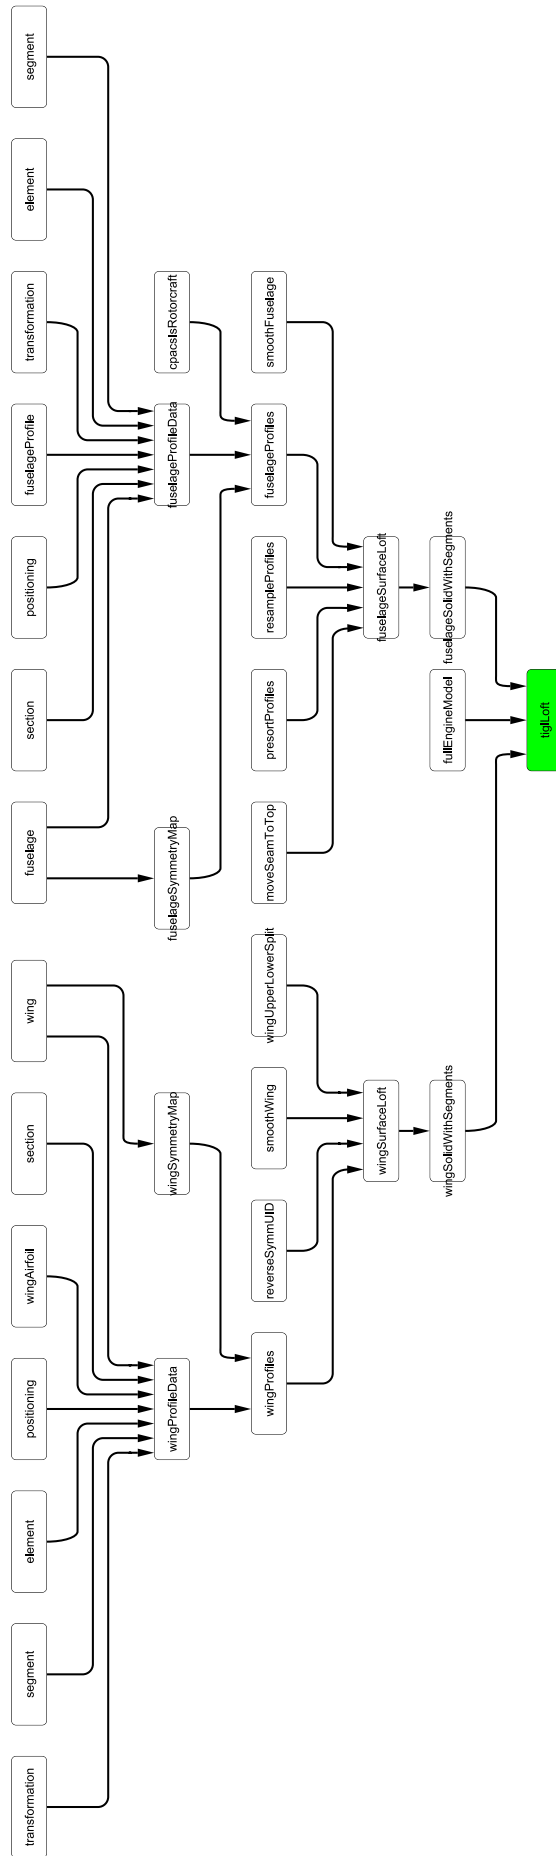 segment
element
transformation
fuselageProfile
positioning
section
fuselage
wing
section
wingAirfoil
positioning
element
segment
transformation
cpacsIsRotorcraft
fuselageProfileData
fuselageSymmetryMap
wingSymmetryMap
wingProfileData
smoothFuselage
fuselageProfiles
resampleProfiles
presortProfiles
moveSeamToTop
wingUpperLowerSplit
smoothWing
reverseSymmUID
wingProfiles
fuselageSurfaceLoft
wingSurfaceLoft
fuselageSolidWithSegments
fullEngineModel
wingSolidWithSegments
tiglLoft